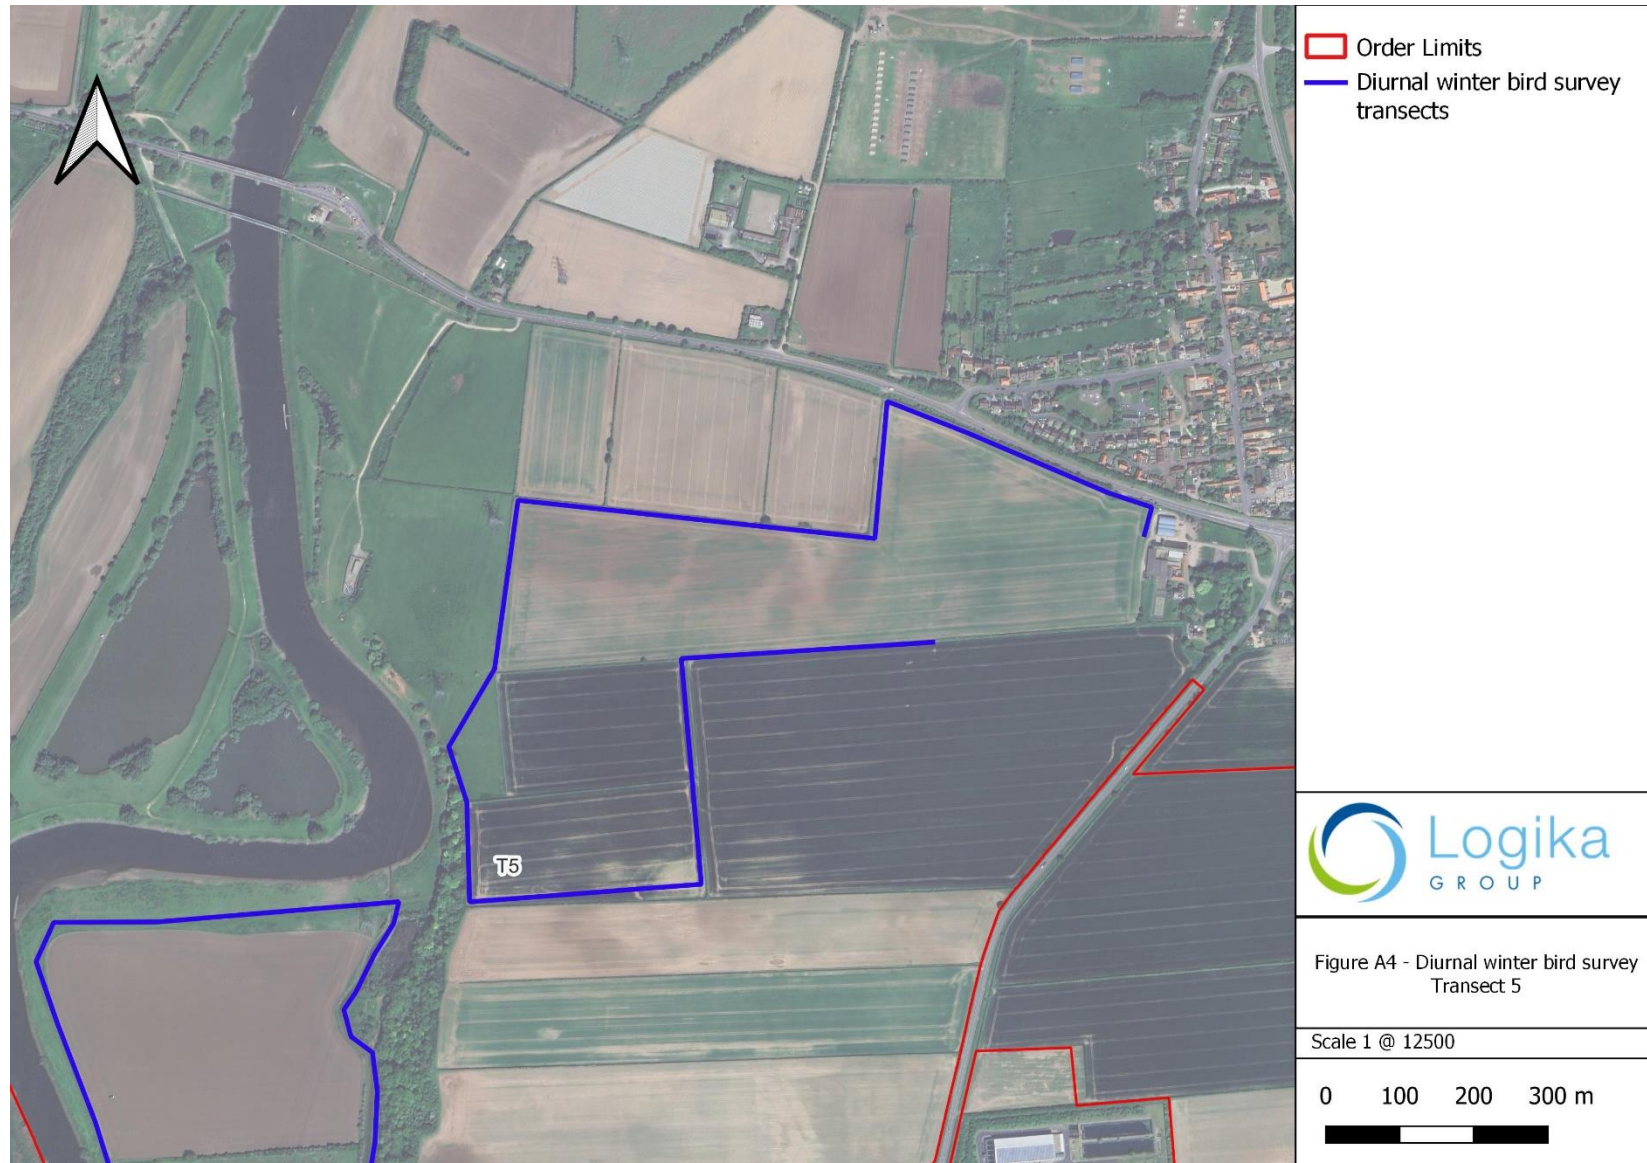 Order Limits
Diurnal winter bird survey
transects
T5
Logika
GROUP
Figure A4 - Diurnal winter bird survey
Transect 5
Scale 1 @ 12500
0 100 200 300 m